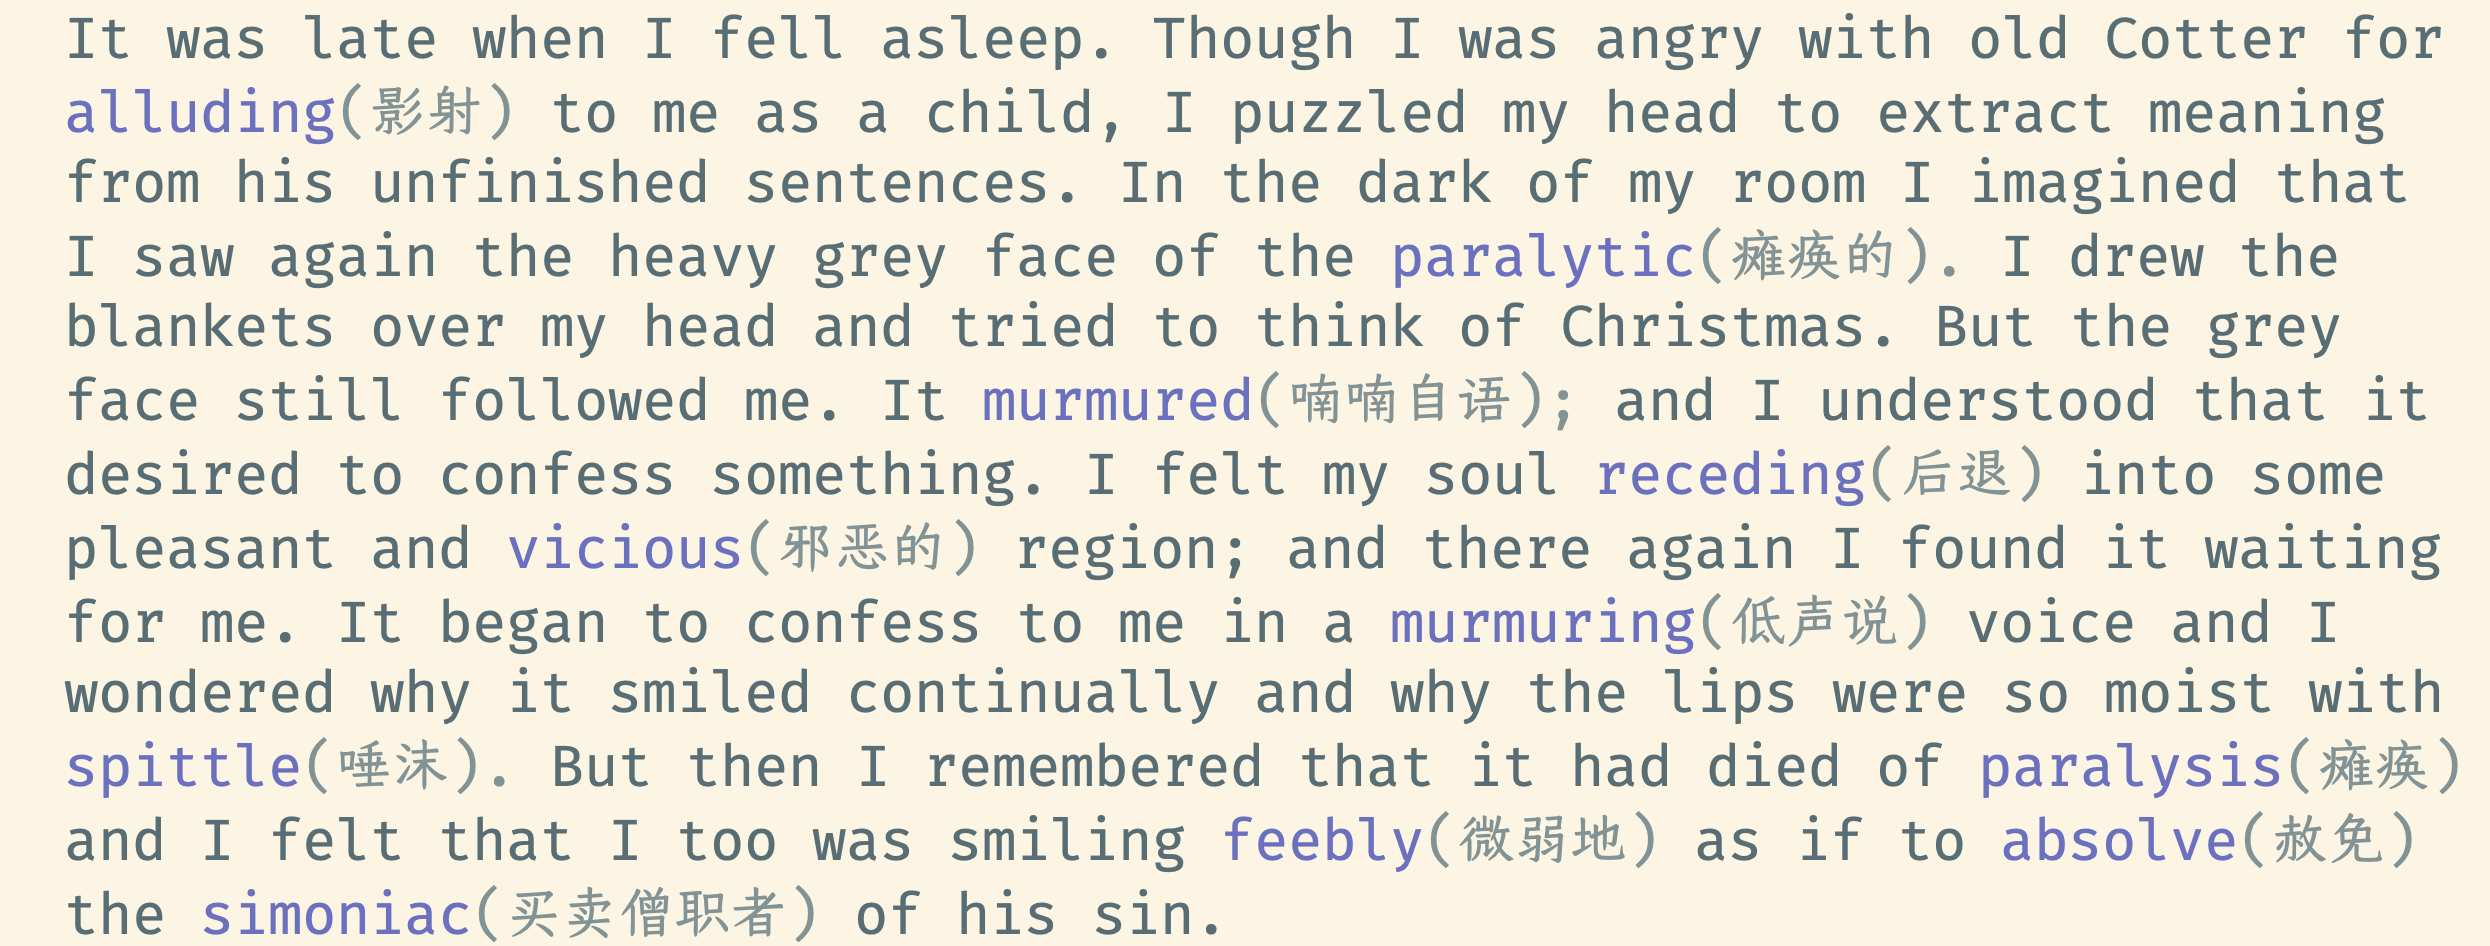 It was late when I fell asleep. Though I was angry with old Cotter for
alluding(影射) to me as a child, I puzzled my head to extract meaning
from his unfinished sentences. In the dark of my room I imagined that
I saw again the heavy grey face of the paralytic(瘫痪的). I drew the
blankets over my head and tried to think of Christmas. But the grey
face still followed me. It murmured(喃喃自语); and I understood that it
desired to confess something. I felt my soul receding(后退) into some
pleasant and vicious(邪恶的) region; and there again I found it waiting
for me. It began to confess to me in a murmuring(低声说) voice and I
wondered why it smiled continually and why the lips were so moist with
spittle(唾沫). But then I remembered that it had died of paralysis(瘫痪)
and I felt that I too was smiling feebly(微弱地) as if to absolve(赦免)
the simoniac(买卖僧职者) of his sin.